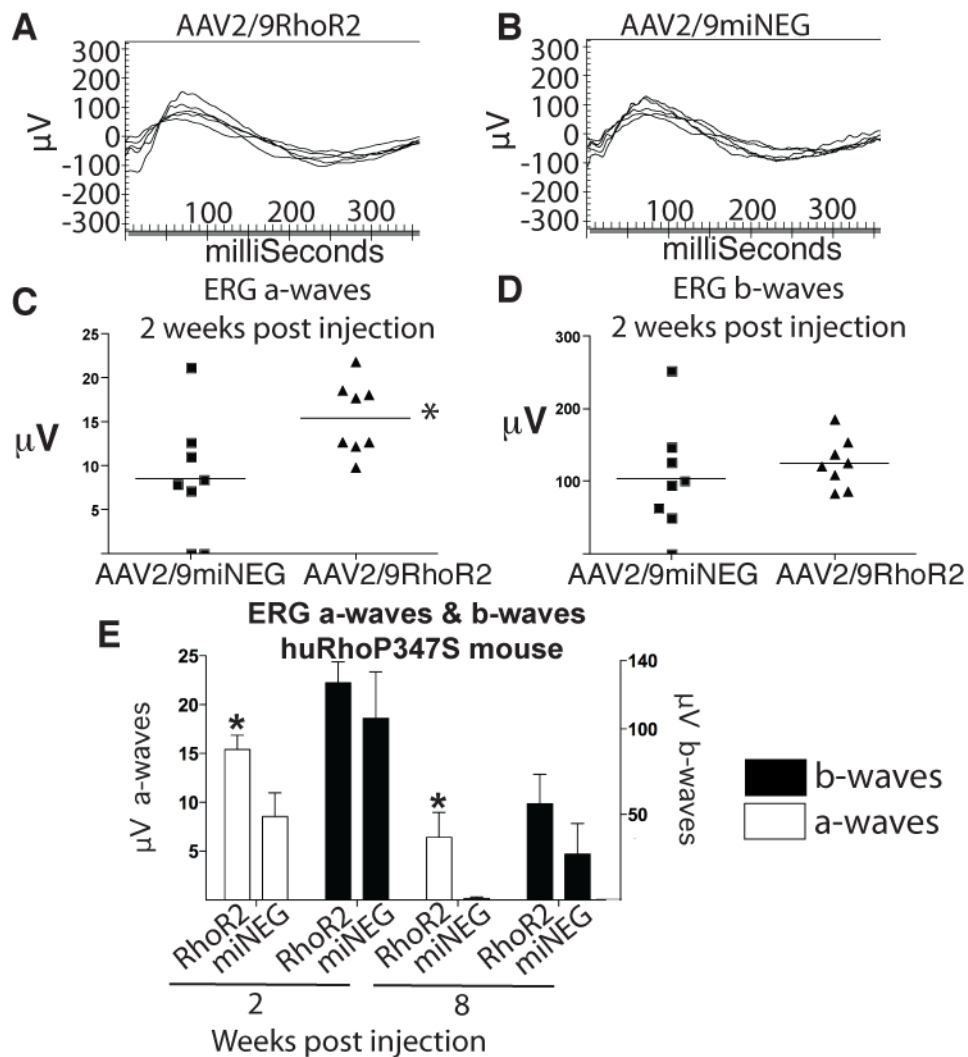 A
AAV2/9RhoR2
300
200
100
0
-100
-200
-300
µV
100 200 300
milliSeconds
B
AAV2/9miNEG
300
200
100
0
-100
-200
-300
µV
100 200 300
milliSeconds
C
ERG a-waves
2 weeks post injection
25
20
15
10
5
µV
*
AAV2/9miNEG AAV2/9RhoR2
D
ERG b-waves
2 weeks post injection
300
200
100
µV
AAV2/9miNEG AAV2/9RhoR2
E
ERG a-waves & b-waves
huRhoP347S mouse
25
20
15
10
5
µV a-waves
140
100
50
µV b-waves
*
*
RhoR2
miNEG
RhoR2
miNEG
RhoR2
miNEG
RhoR2
miNEG
2 8
Weeks post injection
b-waves
a-waves